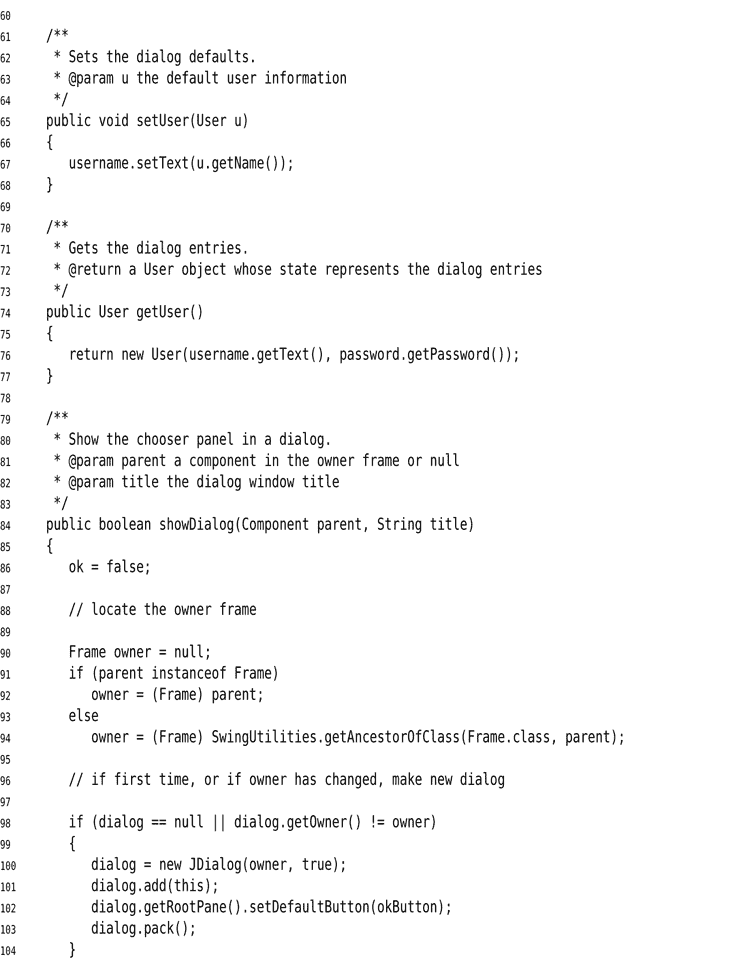 60
61    /**
62     * Sets the dialog defaults.
63     * @param u the default user information
64     */
65    public void setUser(User u)
66    {
67       username.setText(u.getName());
68    }
69
70    /**
71     * Gets the dialog entries.
72     * @return a User object whose state represents the dialog entries
73     */
74    public User getUser()
75    {
76       return new User(username.getText(), password.getPassword());
77    }
78
79    /**
80     * Show the chooser panel in a dialog.
81     * @param parent a component in the owner frame or null
82     * @param title the dialog window title
83     */
84    public boolean showDialog(Component parent, String title)
85    {
86       ok = false;
87
88       // locate the owner frame
89
90       Frame owner = null;
91       if (parent instanceof Frame)
92          owner = (Frame) parent;
93       else
94          owner = (Frame) SwingUtilities.getAncestorOfClass(Frame.class, parent);
95
96       // if first time, or if owner has changed, make new dialog
97
98       if (dialog == null || dialog.getOwner() != owner)
99       {
100         dialog = new JDialog(owner, true);
101         dialog.add(this);
102         dialog.getRootPane().setDefaultButton(okButton);
103         dialog.pack();
104      }